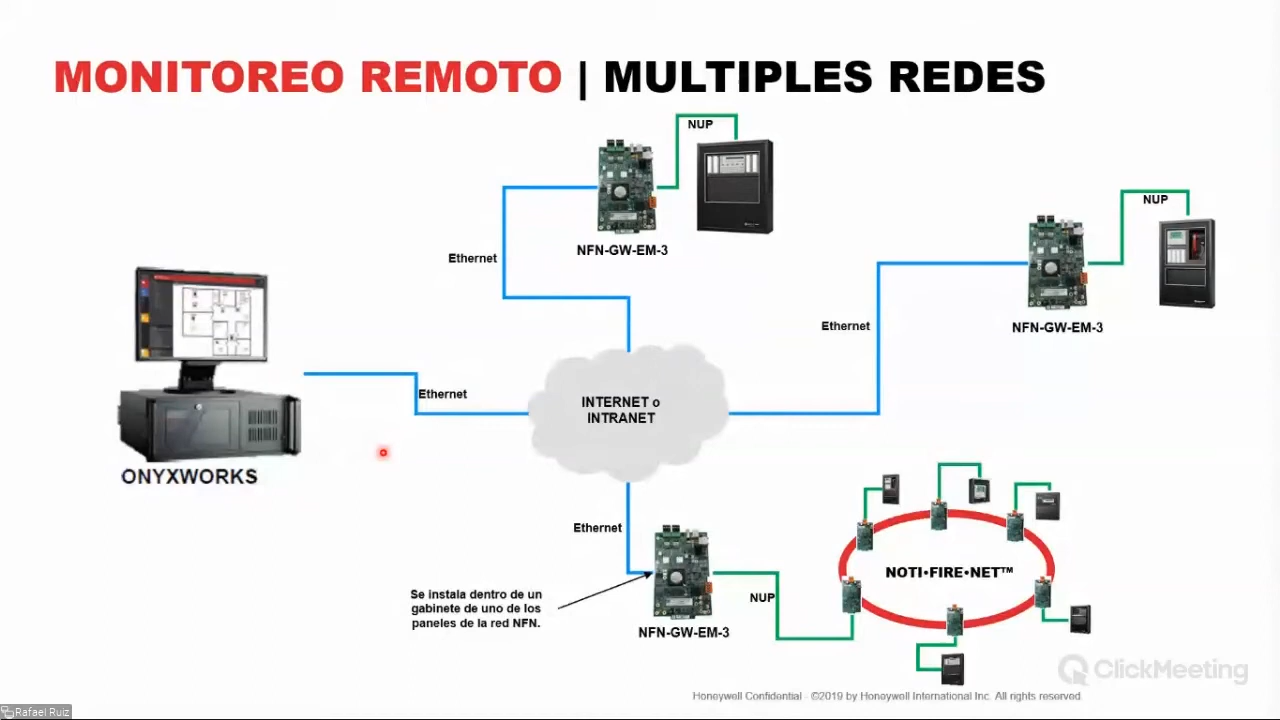 MONITOREO REMOTO | MULTIPLES REDES
NUP
NFN-GW-EM-3
Ethernet
NUP
NFN-GW-EM-3
Ethernet
Ethernet
INTERNET o
INTRANET
ONYXWORKS
Ethernet
Se instala dentro de un
gabinete de uno de los
paneles de la red NFN.
NUP
NFN-GW-EM-3
NOTI•FIRE•NET™
ClickMeeting
Honeywell Confidential - ©2019 by Honeywell International Inc. All rights reserved.
Rafael Ruiz